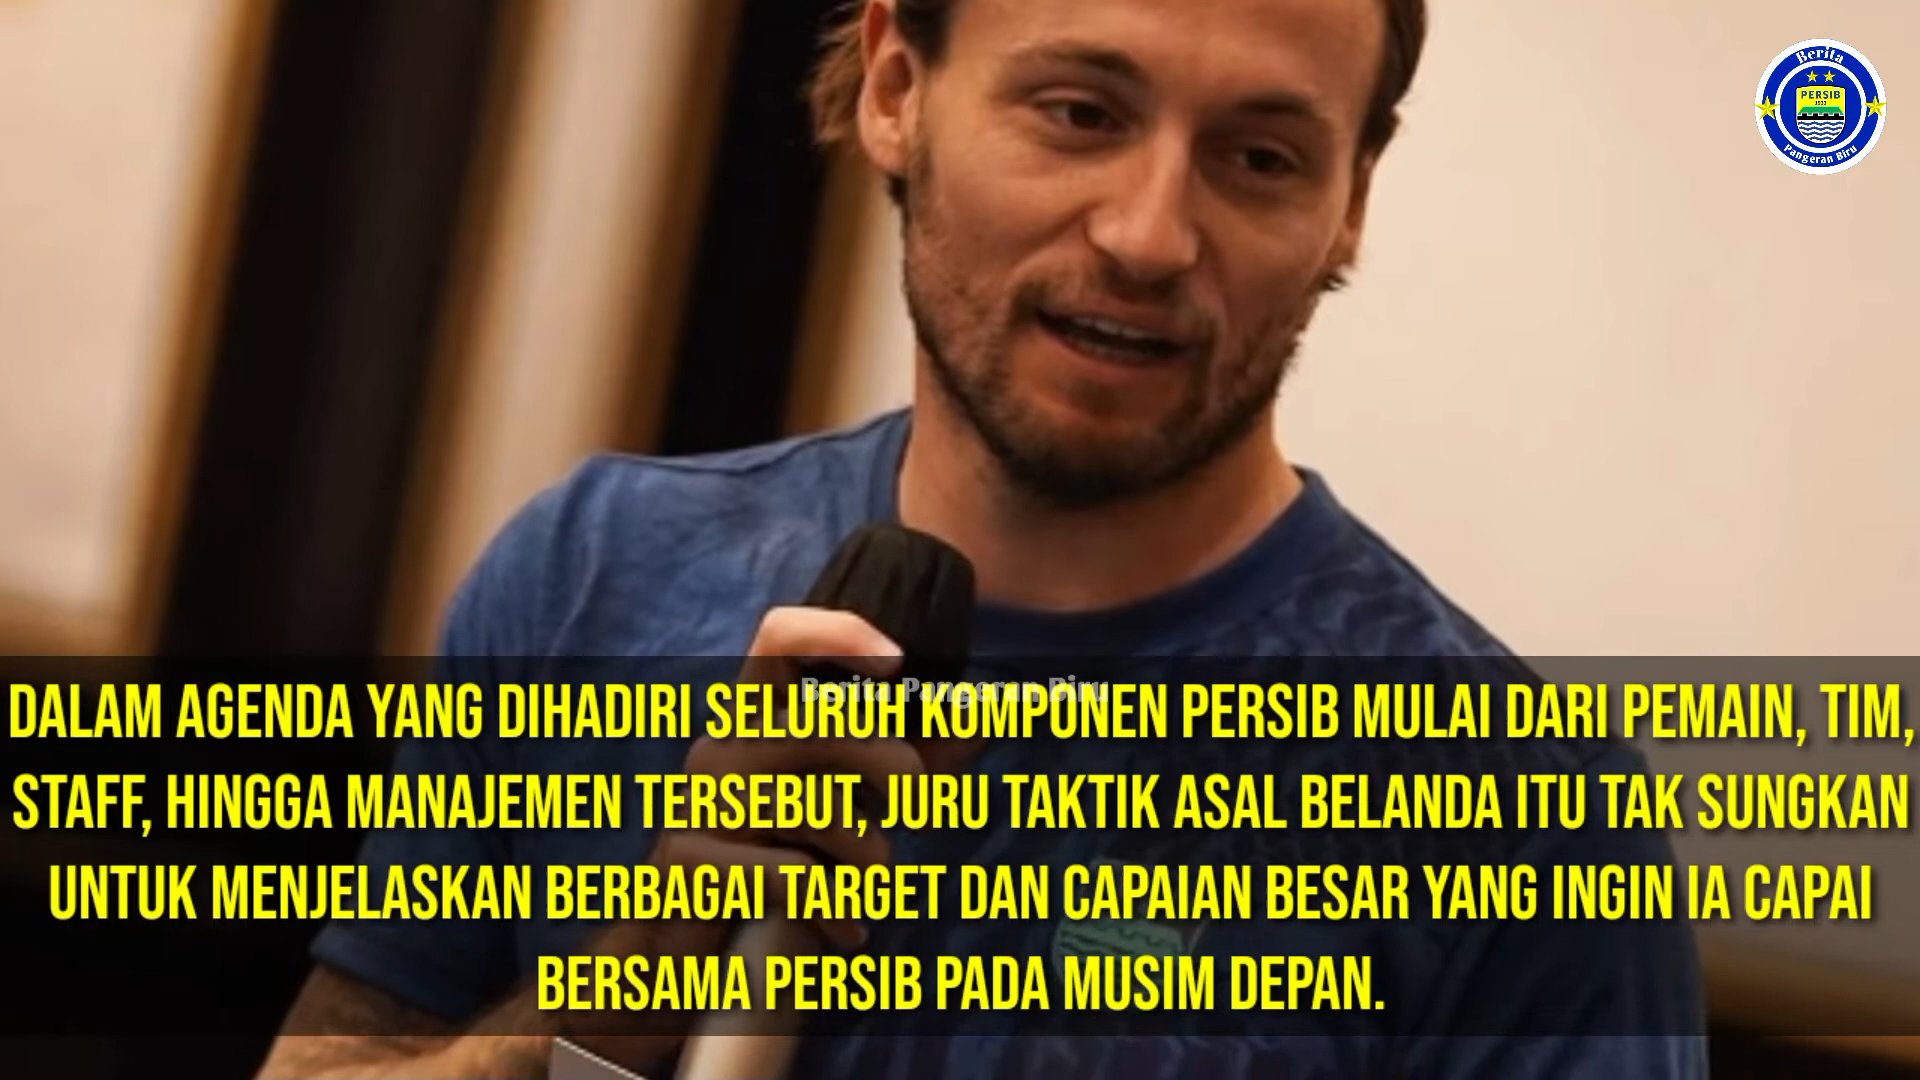 Berita
PERSIB
1933
Pangeran Biru
Berita Pangeran Biru
DALAM AGENDA YANG DIHADIRI SELURUH KOMPONEN PERSIB MULAI DARI PEMAIN, TIM,
STAFF, HINGGA MANAJEMEN TERSEBUT, JURU TAKTIK ASAL BELANDA ITU TAK SUNGKAN
UNTUK MENJELASKAN BERBAGAI TARGET DAN CAPAIAN BESAR YANG INGIN IA CAPAI
BERSAMA PERSIB PADA MUSIM DEPAN.